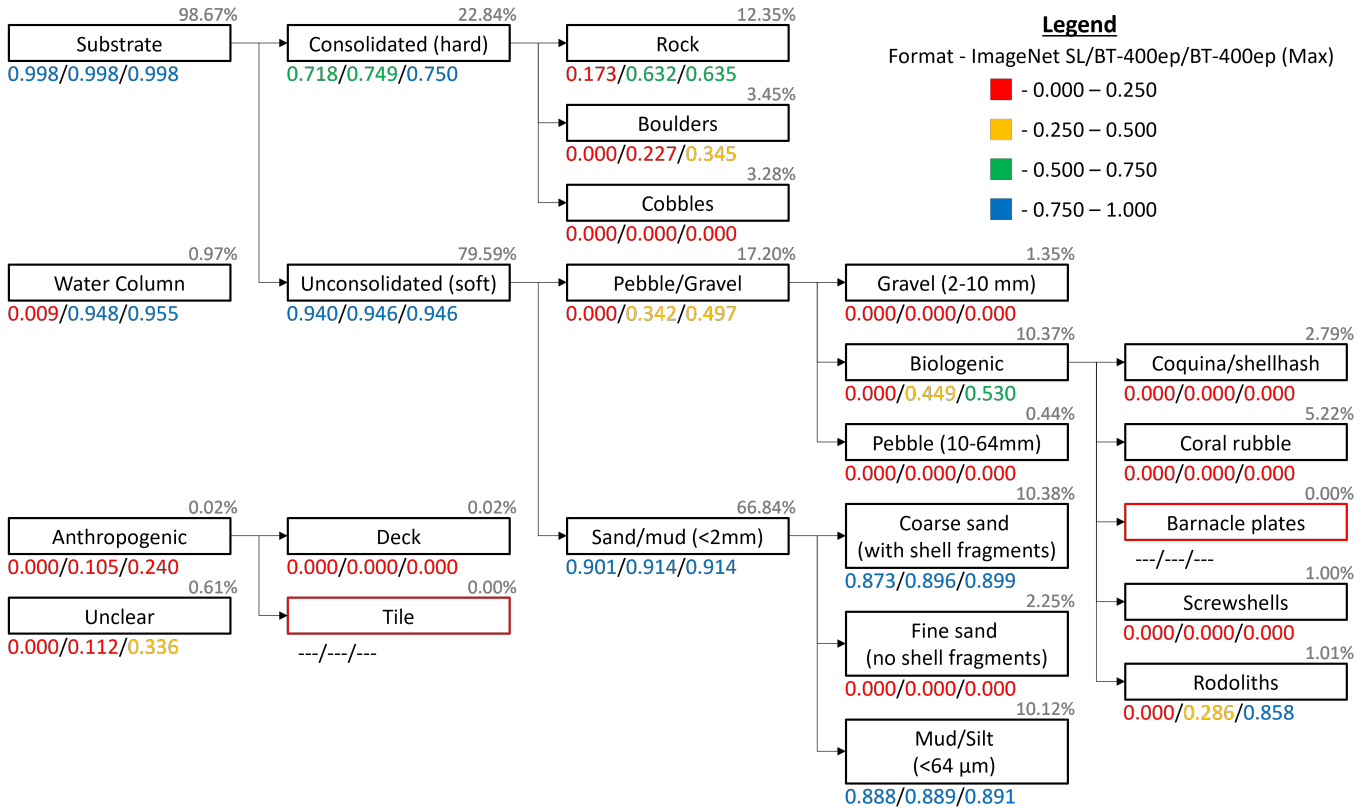 98.67%
Substrate
0.998/0.998/0.998
22.84%
Consolidated (hard)
0.718/0.749/0.750
12.35%
Rock
0.173/0.632/0.635
3.45%
Boulders
0.000/0.227/0.345
3.28%
Cobbles
0.000/0.000/0.000
Legend
Format - ImageNet SL/BT-400ep/BT-400ep (Max)
- 0.000 – 0.250
- 0.250 – 0.500
- 0.500 – 0.750
- 0.750 – 1.000
0.97%
Water Column
0.009/0.948/0.955
79.59%
Unconsolidated (soft)
0.940/0.946/0.946
17.20%
Pebble/Gravel
0.000/0.342/0.497
1.35%
Gravel (2-10 mm)
0.000/0.000/0.000
10.37%
Biologenic
0.000/0.449/0.530
0.44%
Pebble (10-64mm)
0.000/0.000/0.000
2.79%
Coquina/shellhash
0.000/0.000/0.000
5.22%
Coral rubble
0.000/0.000/0.000
0.00%
Barnacle plates
---/---/---
1.00%
Screwshells
0.000/0.000/0.000
1.01%
Rodoliths
0.000/0.286/0.858
0.02%
Anthropogenic
0.000/0.105/0.240
0.02%
Deck
0.000/0.000/0.000
0.61%
Unclear
0.000/0.112/0.336
0.00%
Tile
---/---/---
66.84%
Sand/mud (<2mm)
0.901/0.914/0.914
10.38%
Coarse sand
(with shell fragments)
0.873/0.896/0.899
2.25%
Fine sand
(no shell fragments)
0.000/0.000/0.000
10.12%
Mud/Silt
(<64 μm)
0.888/0.889/0.891